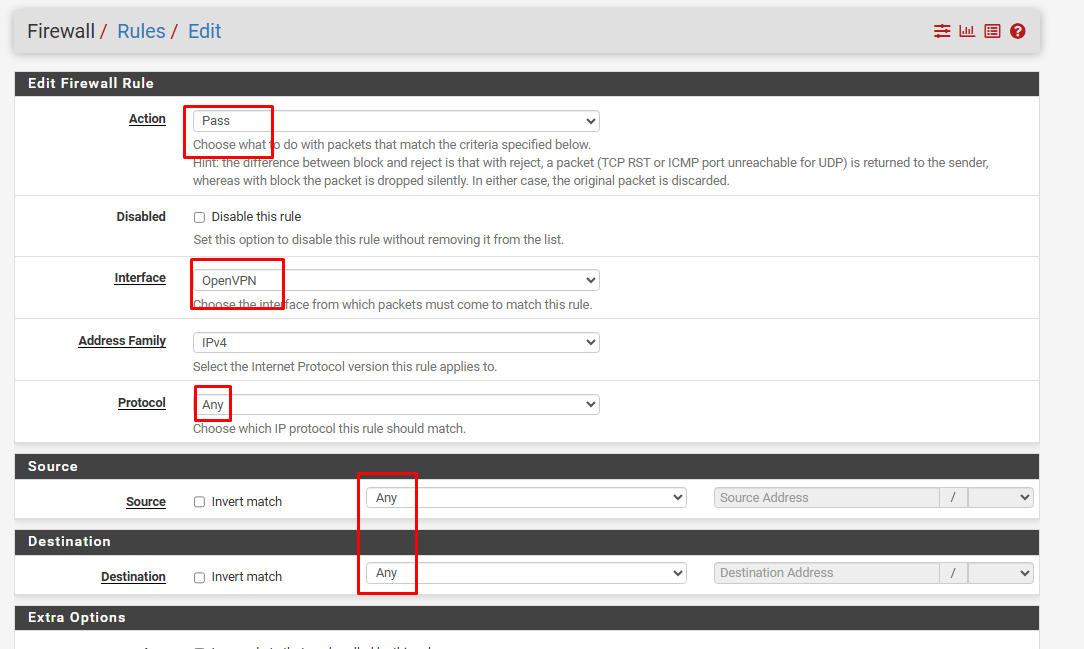 Firewall / Rules / Edit
Edit Firewall Rule
Action
Pass
Choose what to do with packets that match the criteria specified below.
Hint: the difference between block and reject is that with reject, a packet (TCP RST or ICMP port unreachable for UDP) is returned to the sender,
whereas with block the packet is dropped silently. In either case, the original packet is discarded.
Disabled
Disable this rule
Set this option to disable this rule without removing it from the list.
Interface
OpenVPN
Choose the interface from which packets must come to match this rule.
Address Family
IPv4
Select the Internet Protocol version this rule applies to.
Protocol
Any
Choose which IP protocol this rule should match.
Source
Source
Invert match
Any
Source Address
/
Destination
Destination
Invert match
Any
Destination Address
/
Extra Options